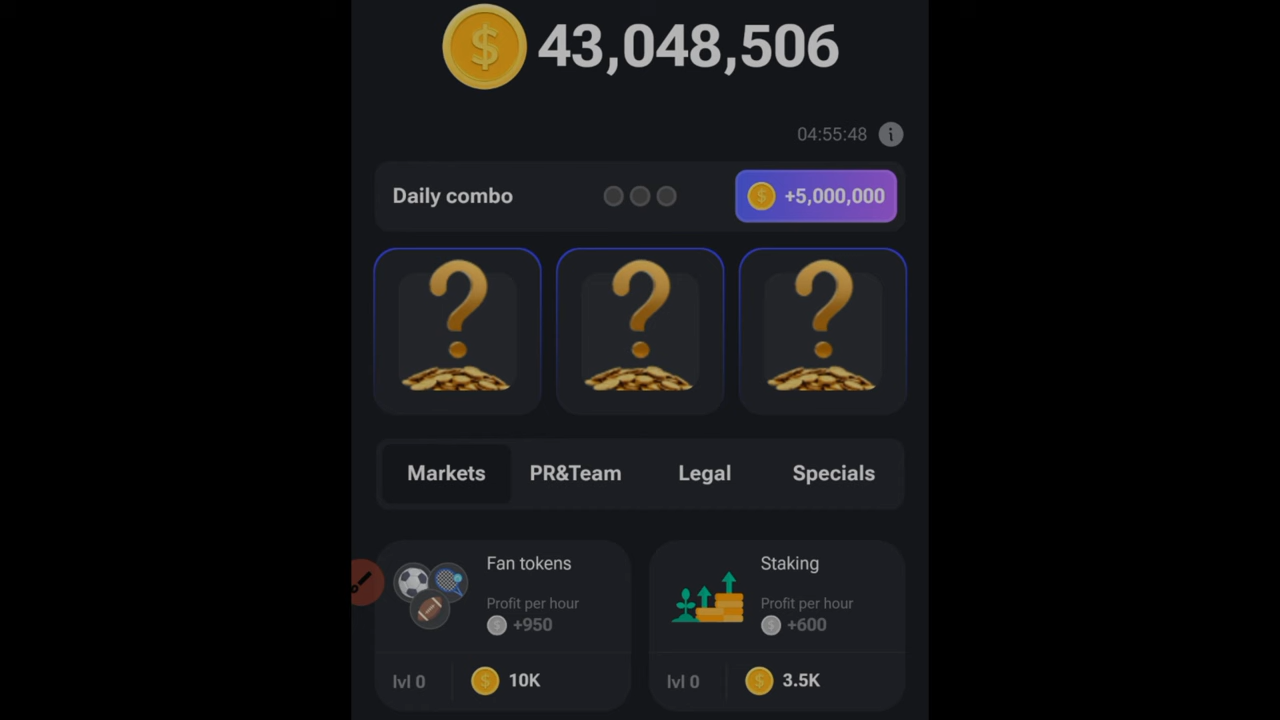 43,048,506
04:55:48
Daily combo +5,000,000
Markets PR&Team Legal Specials
Fan tokens
Profit per hour
+950
lvl 0 10K
Staking
Profit per hour
+600
lvl 0 3.5K